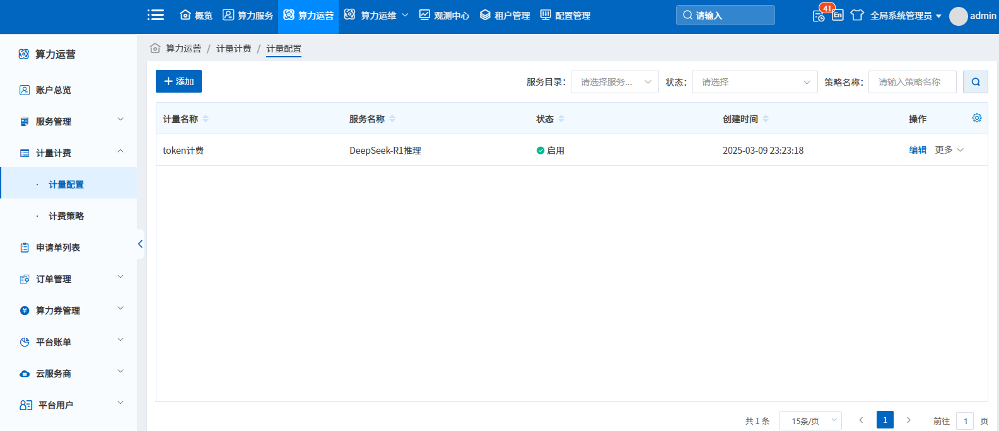 概览 算力服务 算力运营 算力运维 观测中心 租户管理 配置管理 请输入 41 En 全局系统管理员 admin
算力运营
账户总览
服务管理
计量计费
· 计量配置
· 计费策略
申请单列表
订单管理
算力券管理
平台账单
云服务商
平台用户
算力运营 / 计量计费 / 计量配置
添加 服务目录: 请选择服务... 状态: 请选择 策略名称: 请输入策略名称
计量名称 服务名称 状态 创建时间 操作
token计费 DeepSeek-R1推理 启用 2025-03-09 23:23:18 编辑 更多
共 1 条 15条/页 1 前往 1 页